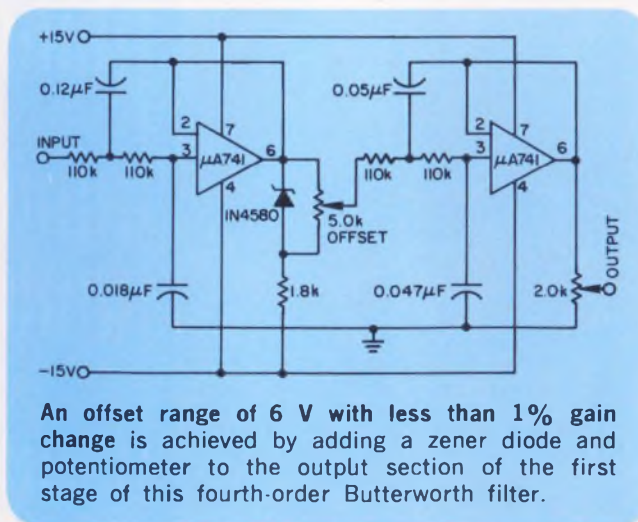 +15V
0.12μF
0.05μF
2
7
2
7
INPUT
3
μA741
6
3
μA741
6
110k
110k
4
110k
110k
4
IN4580
5.0k
OFFSET
OUTPUT
0.018μF
1.8k
0.047μF
2.0k
-15V
An offset range of 6 V with less than 1% gain
change is achieved by adding a zener diode and
potentiometer to the output section of the first
stage of this fourth-order Butterworth filter.